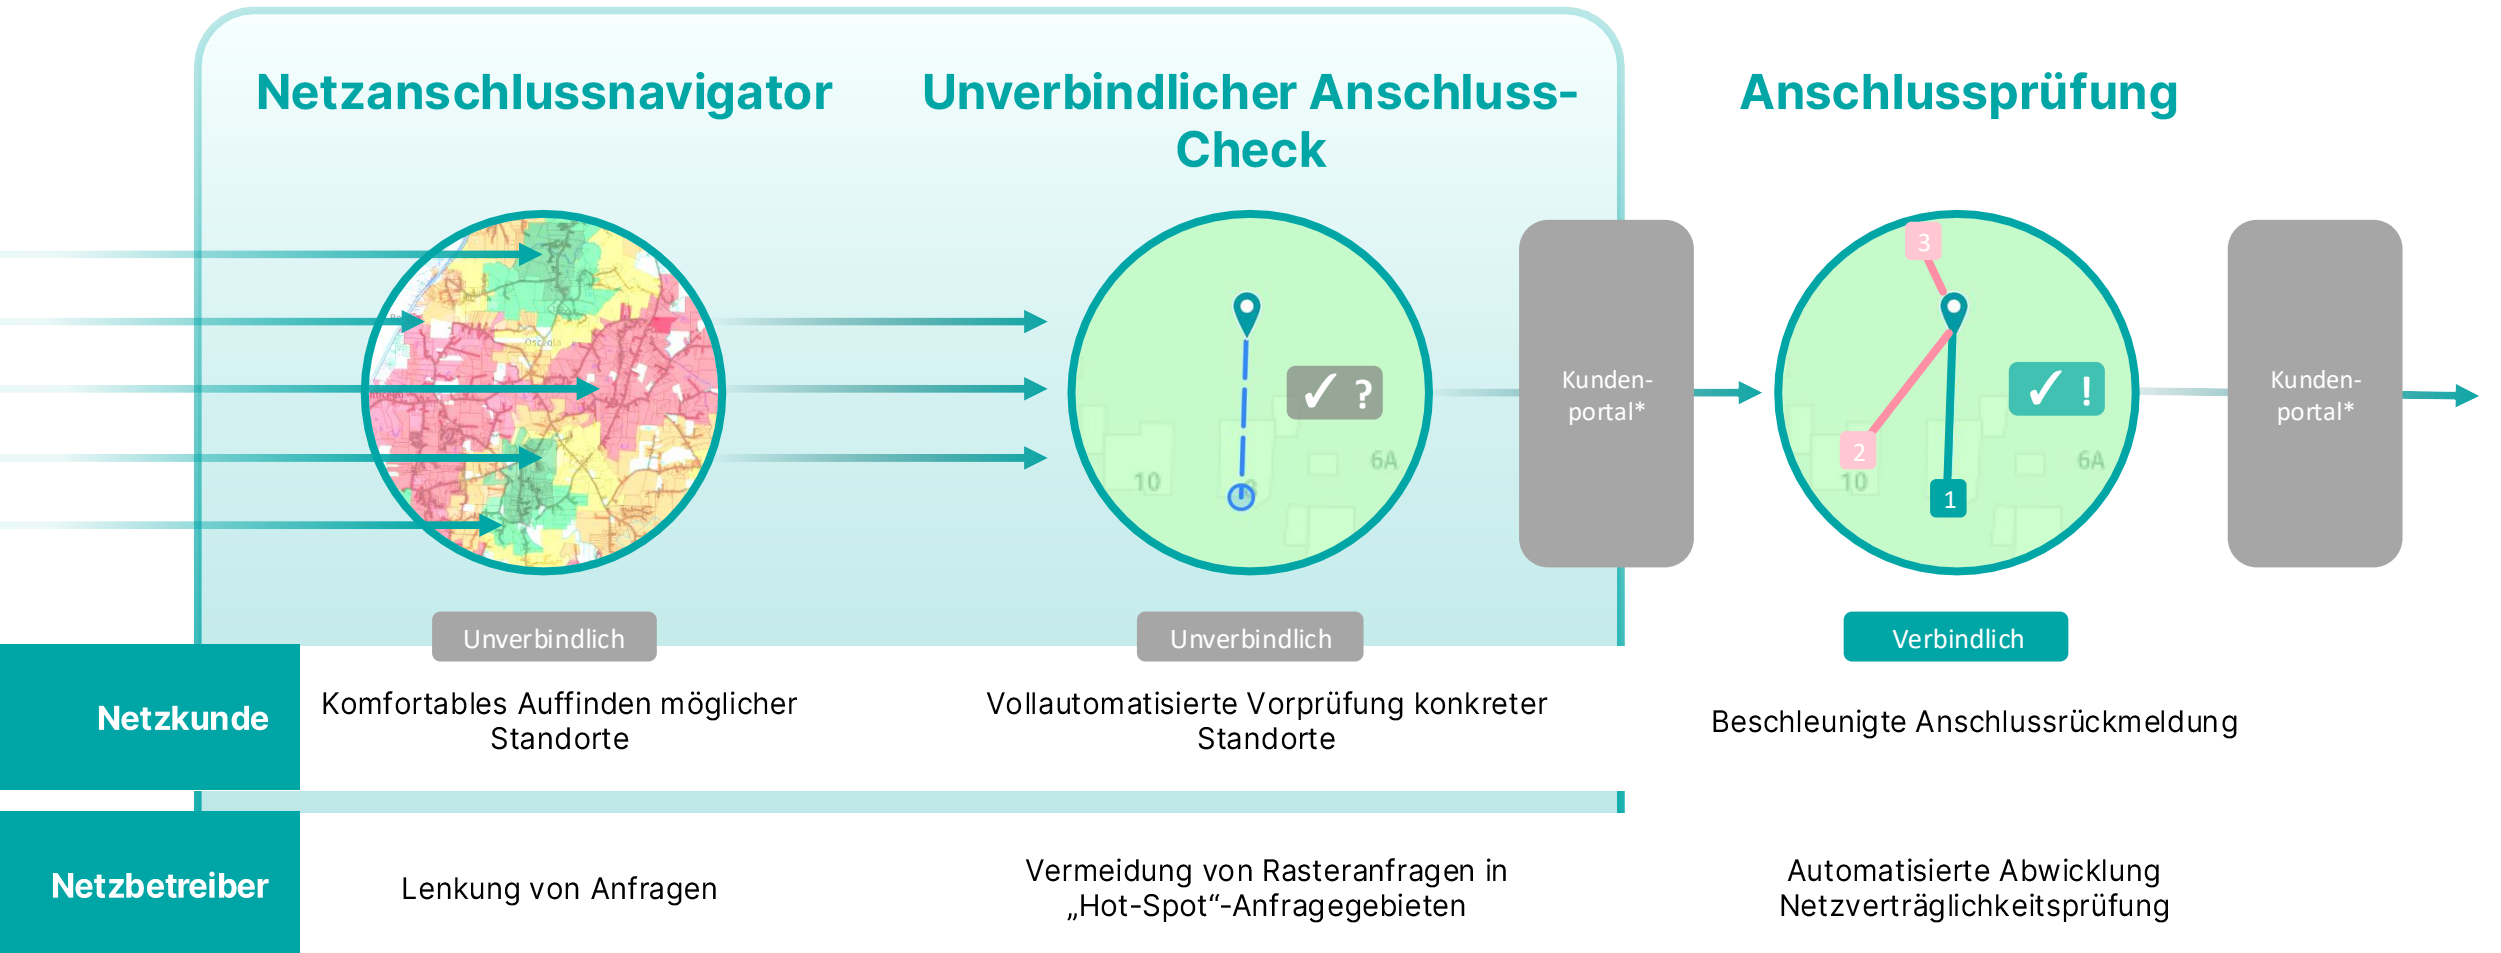 Netzanschlussnavigator
Unverbindlicher Anschluss-
Check
Anschlussprüfung
Osceola
10
6A
✓ ?
Kunden-
portal*
3
2
1
10
6A
✓ !
Kunden-
portal*
Unverbindlich
Unverbindlich
Verbindlich
Netzkunde
Komfortables Auffinden möglicher
Standorte
Vollautomatisierte Vorprüfung konkreter
Standorte
Beschleunigte Anschlussrückmeldung
Netzbetreiber
Lenkung von Anfragen
Vermeidung von Rasteranfragen in
„Hot-Spot“-Anfragegebieten
Automatisierte Abwicklung
Netzverträglichkeitsprüfung